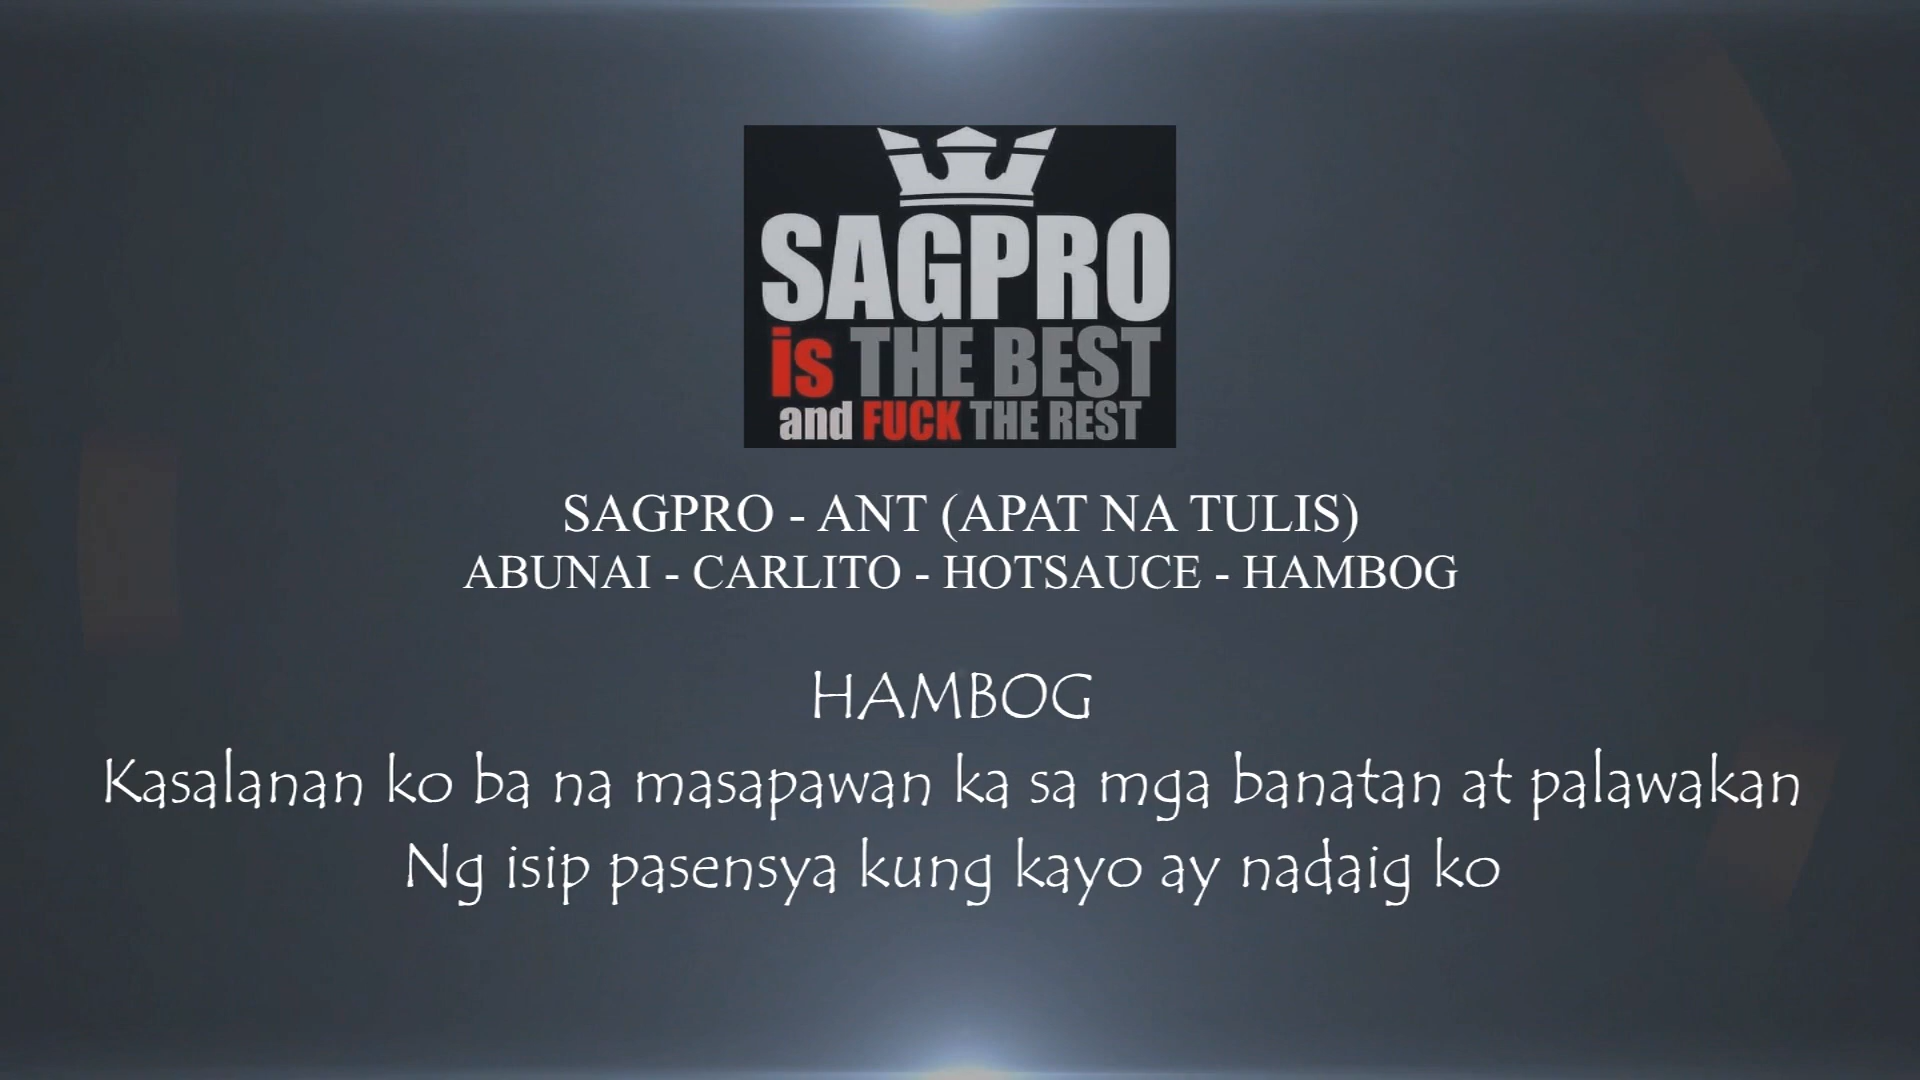 SAGPRO
is THE BEST
and FUCK THE REST
SAGPRO - ANT (APAT NA TULIS)
ABUNAI - CARLITO - HOTSAUCE - HAMBOG
HAMBOG
Kasalanan ko ba na masapawan ka sa mga banatan at palawakan
Ng isip pasensya kung kayo ay nadaig ko